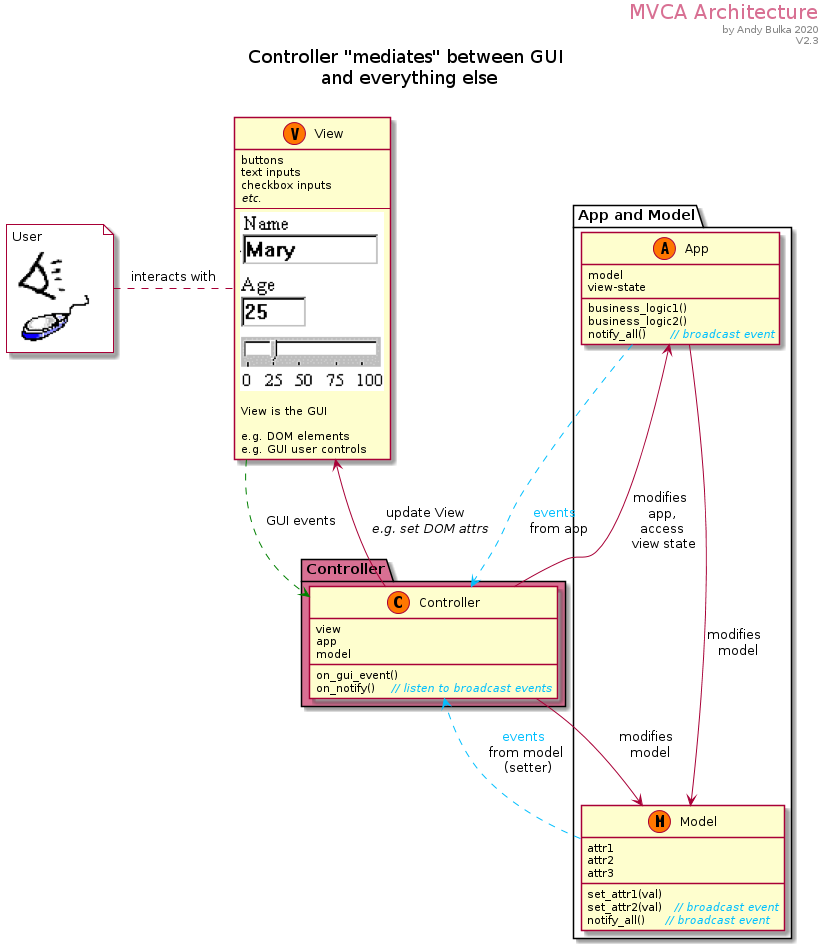 MVCA Architecture
by Andy Bulka 2020
V2.3
Controller "mediates" between GUI
and everything else
V View
buttons
text inputs
checkbox inputs
etc.
Name
Mary
Age
25
0 25 50 75 100
View is the GUI
e.g. DOM elements
e.g. GUI user controls
User
interacts with
App and Model
A App
model
view-state
business_logic1()
business_logic2()
notify_all() // broadcast event
GUI events
update View
e.g. set DOM attrs
events
from app
modifies
app,
access
view state
Controller
C Controller
view
app
model
on_gui_event()
on_notify() // listen to broadcast events
modifies
model
events
from model
(setter)
modifies
model
M Model
attr1
attr2
attr3
set_attr1(val)
set_attr2(val) // broadcast event
notify_all() // broadcast event